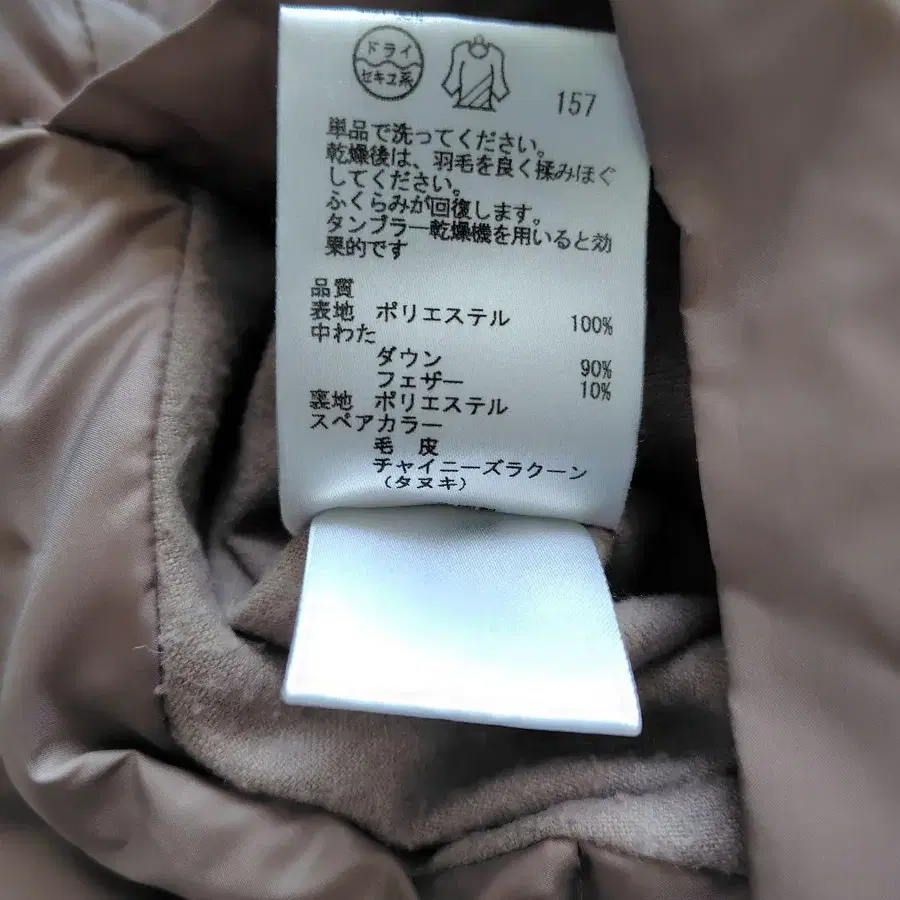 ドライ
セキユ系
157
単品で洗ってください。
乾燥後は、羽毛を良く揉みほぐ
してください。
ふくらみが回復します。
タンブラー乾燥機を用いると効
果的です
品質
表地 ポリエステル 100%
中わた
ダウン 90%
フェザー 10%
裏地 ポリエステル
スペアカラー
毛 皮
チャイニーズラクーン
(タヌキ)